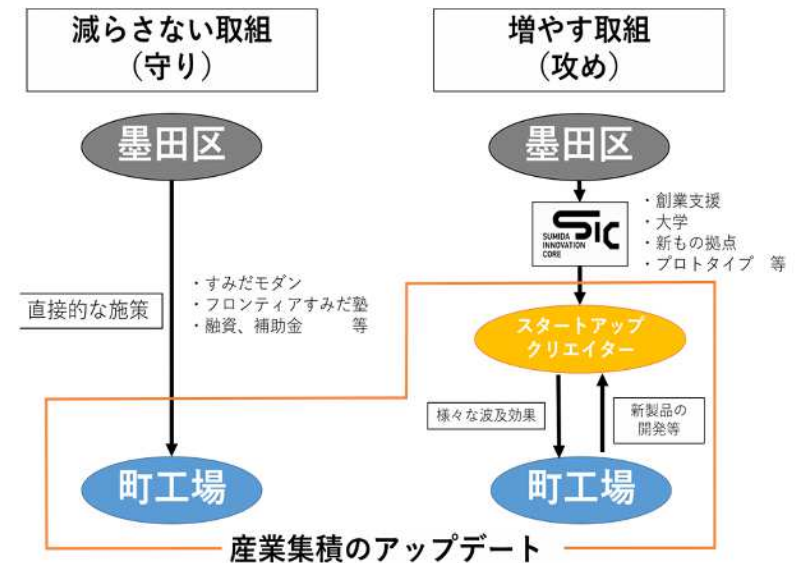 減らさない取組
（守り）
増やす取組
（攻め）
墨田区
直接的な施策
・すみだモダン
・フロンティアすみだ塾
・融資、補助金　　　等
町工場
墨田区
SIC
SUMIDA
INNOVATION
CORE
・創業支援
・大学
・新もの拠点
・プロトタイプ　等
スタートアップ
クリエイター
様々な波及効果
新製品の
開発等
町工場
産業集積のアップデート